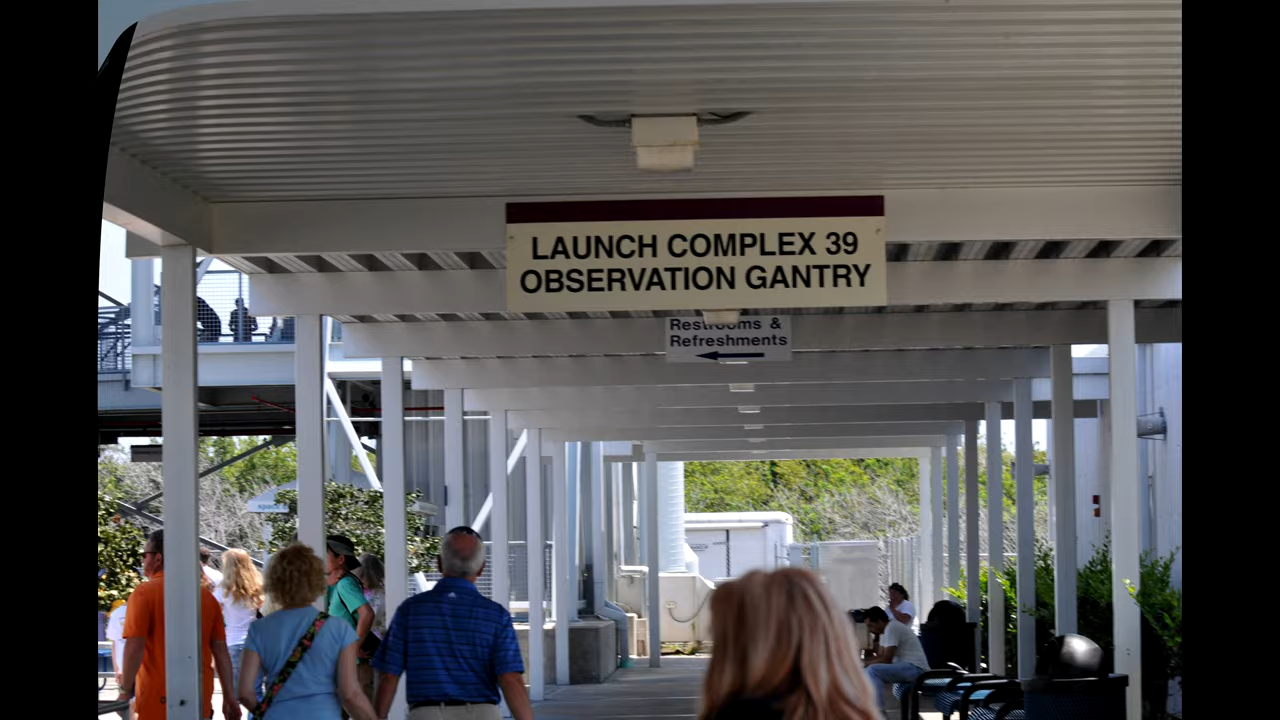 LAUNCH COMPLEX 39
OBSERVATION GANTRY
Restrooms &
Refreshments